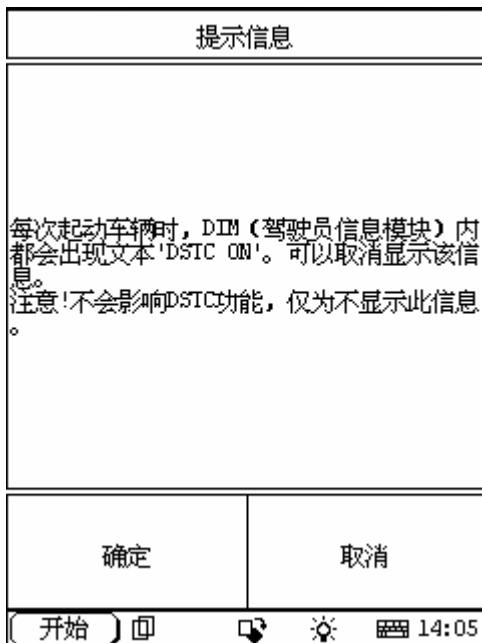 提示信息
每次起动车辆时，DIM（驾驶员信息模块）内
都会出现文本'DSTC ON'。可以取消显示该信
息。
注意!不会影响DSTC功能，仅为不显示此信息
。
确定
取消
开始
14:05